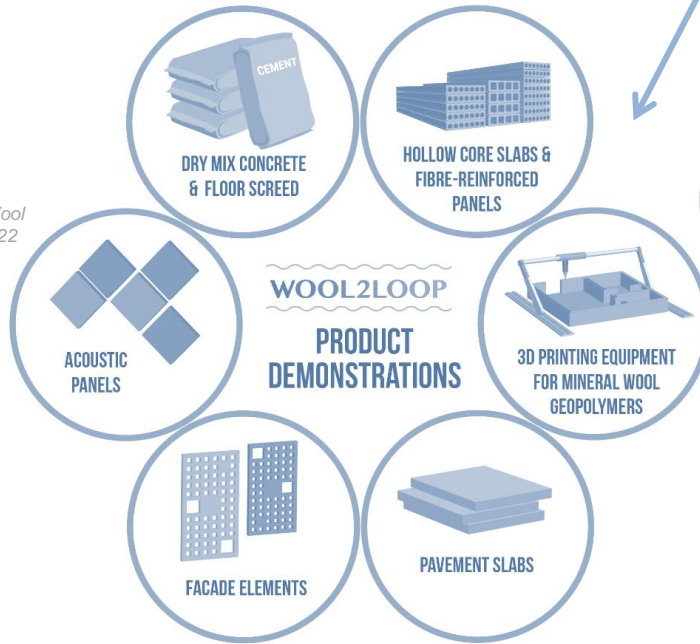 CEMENT
DRY MIX CONCRETE
& FLOOR SCREED
HOLLOW CORE SLABS &
FIBRE-REINFORCED
PANELS
22
ACOUSTIC
PANELS
WOOL2LOOP
PRODUCT
DEMONSTRATIONS
3D PRINTING EQUIPMENT
FOR MINERAL WOOL
GEOPOLYMERS
FACADE ELEMENTS
PAVEMENT SLABS